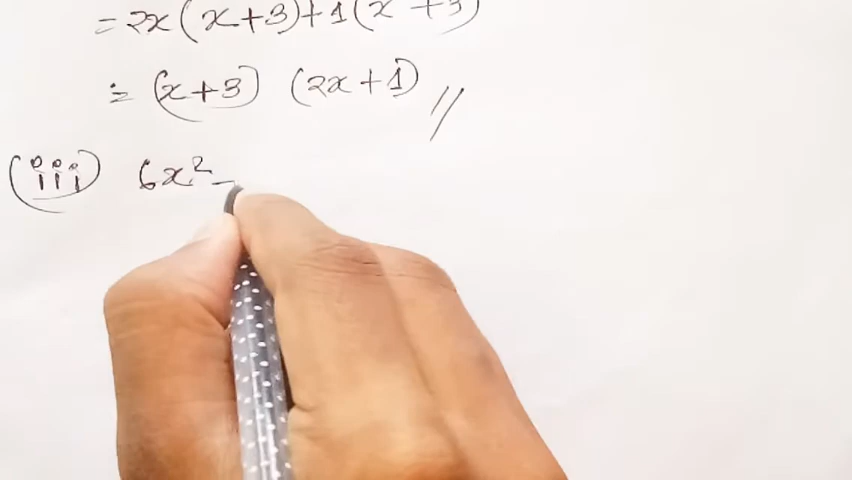 = 2x(x+3)+1(x+3)
= (x+3) (2x+1) //
(iii) 6x² -